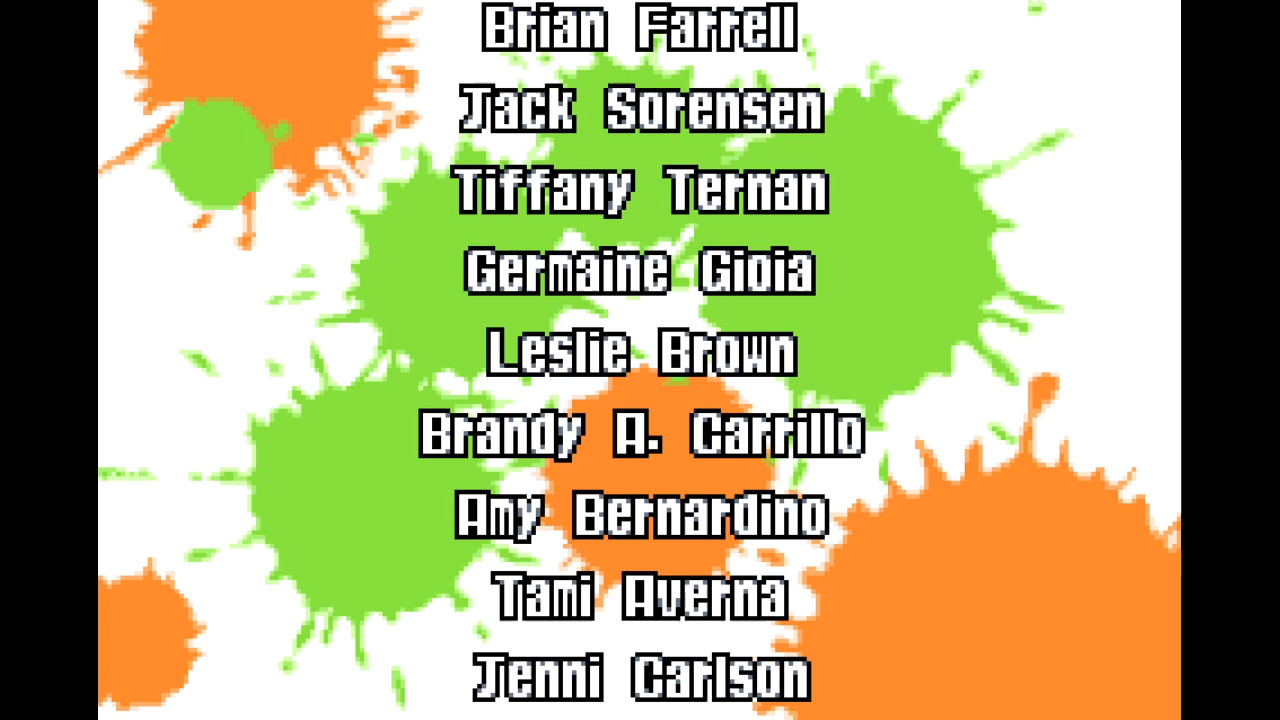 Brian Farrell
Jack Sorensen
Tiffany Ternan
Germaine Gioia
Leslie Brown
Brandy A. Carrillo
Amy Bernardino
Tami Averna
Jenni Carlson